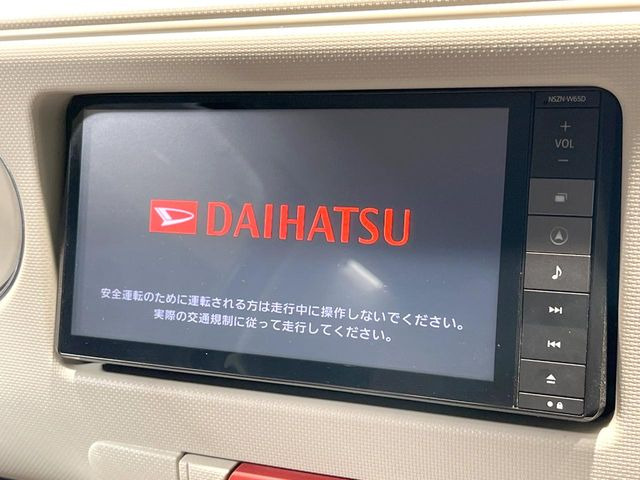 NSZN-W65D
+
VOL
−
DAIHATSU
安全運転のために運転される方は走行中に操作しないでください。
実際の交通規制に従って走行してください。